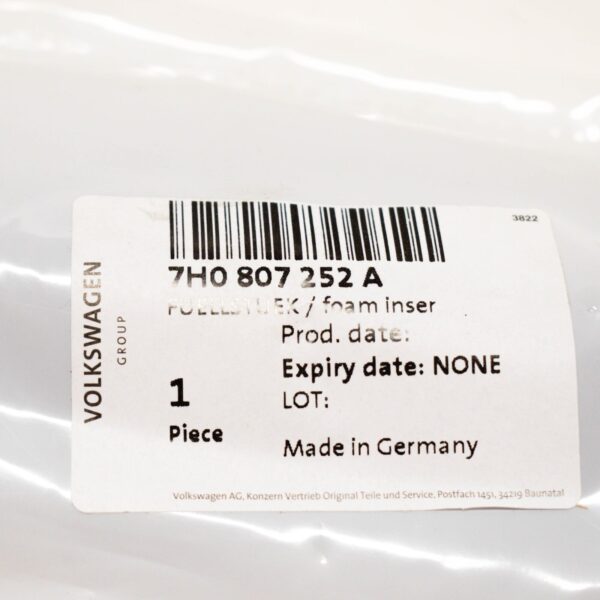 3822
7H0 807 252 A
FUELLSTUEK / foam inser
Prod. date:
Expiry date: NONE
1
LOT:
Piece
Made in Germany
VOLKSWAGEN
GROUP
Volkswagen AG, Konzern Vertrieb Original Teile und Service, Postfach 1451, 34219 Baunatal